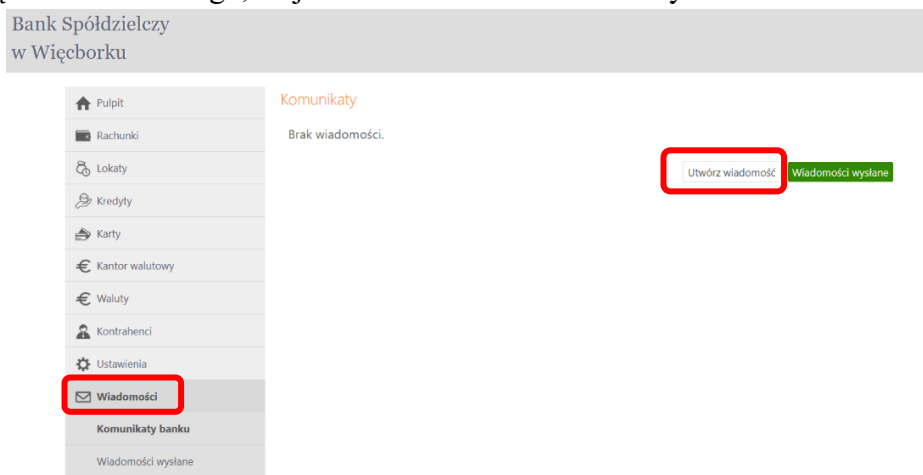 Bank Spółdzielczy
w Więcborku
Pulpit
Rachunki
Lokaty
Kredyty
Karty
Kantor walutowy
Waluty
Kontrahenci
Ustawienia
Wiadomości
Komunikaty banku
Wiadomości wysłane
Komunikaty
Brak wiadomości.
Utwórz wiadomość Wiadomości wysłane